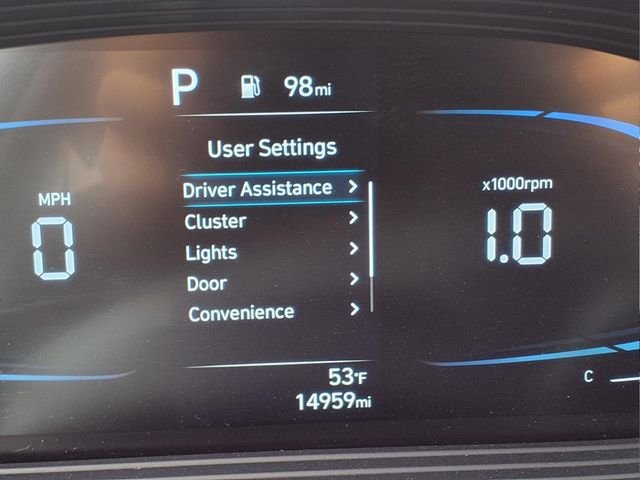 P 98mi
User Settings
Driver Assistance
MPH
x1000rpm
0
1.0
Cluster
Lights
Door
Convenience
53°F
C
14959mi